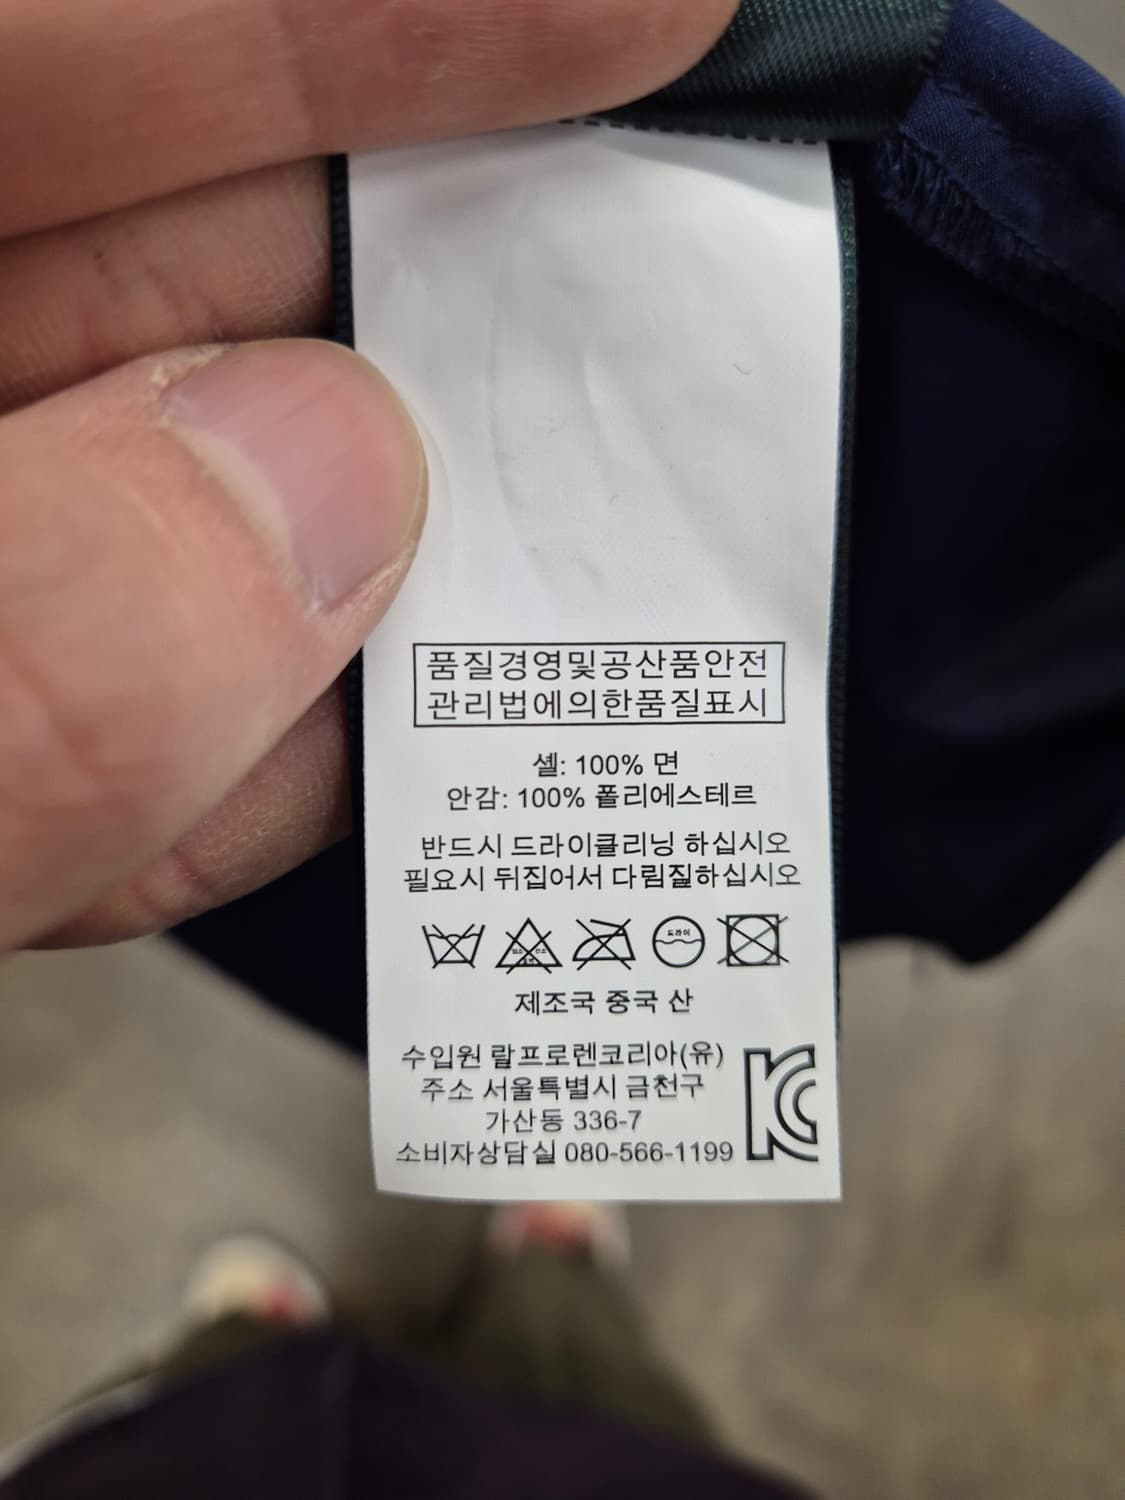 품질경영및공산품안전
관리법에의한품질표시
셸: 100% 면
안감: 100% 폴리에스테르
반드시 드라이클리닝 하십시오
필요시 뒤집어서 다림질하십시오
드라이
제조국 중국 산
수입원 랄프로렌코리아(유)
주소 서울특별시 금천구
가산동 336-7
소비자상담실 080-566-1199
KC